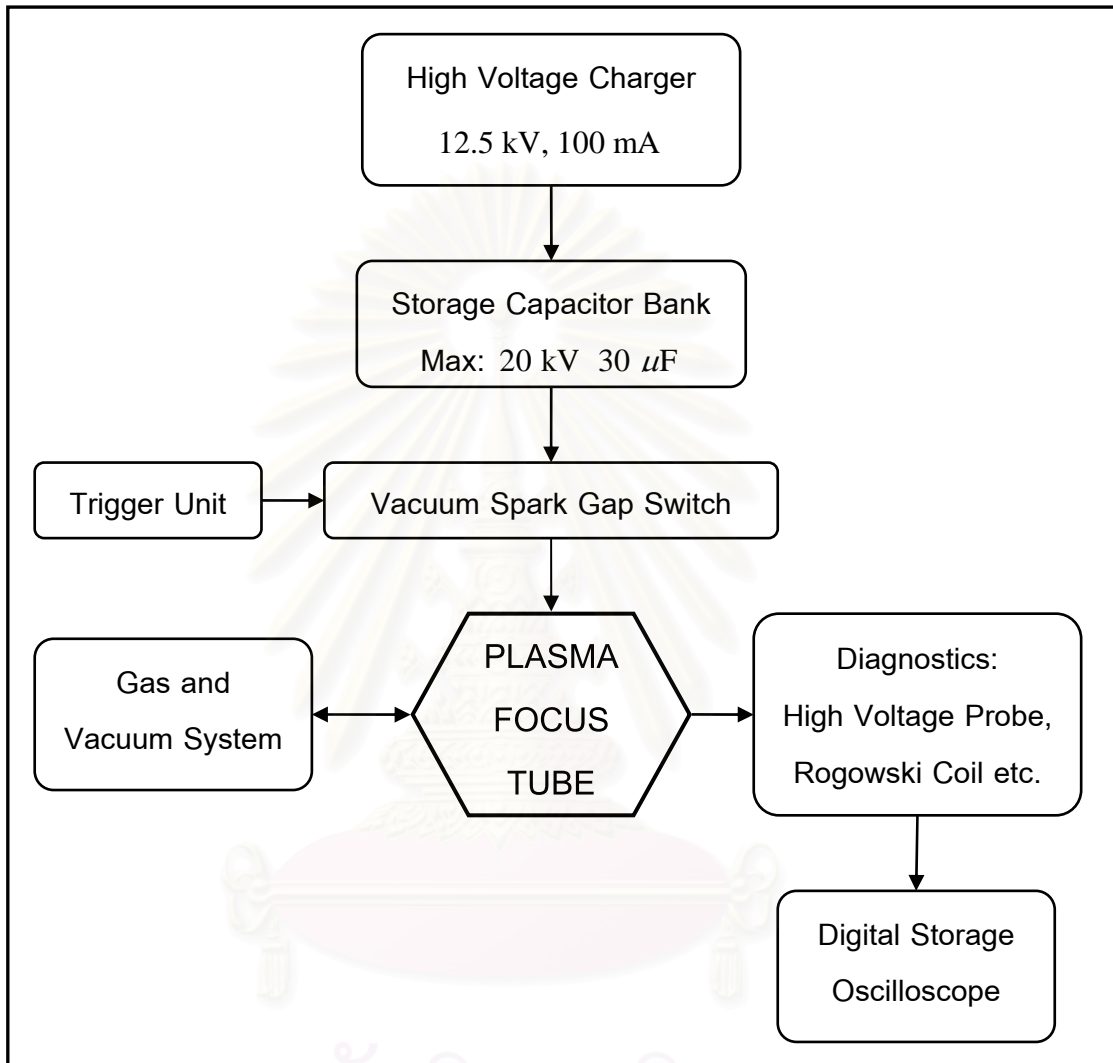 High Voltage Charger
12.5 kV, 100 mA
Storage Capacitor Bank
Max: 20 kV 30 μF
Trigger Unit
Vacuum Spark Gap Switch
Gas and
Vacuum System
PLASMA
FOCUS
TUBE
Diagnostics:
High Voltage Probe,
Rogowski Coil etc.
Digital Storage
Oscilloscope